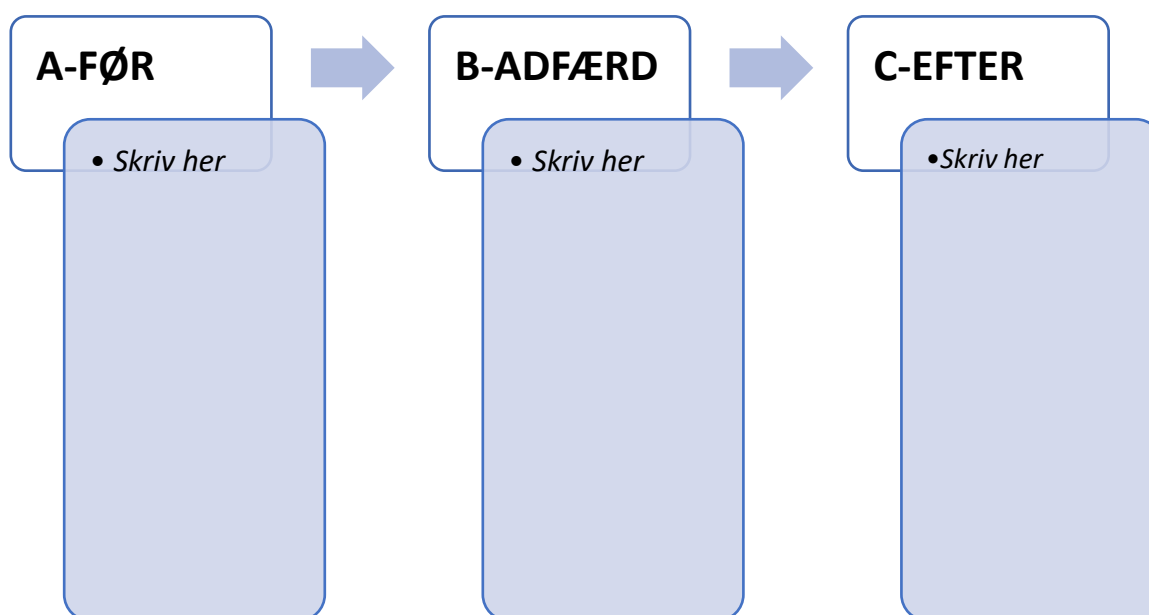 A-FØR
• Skriv her
B-ADFÆRD
• Skriv her
C-EFTER
•Skriv her